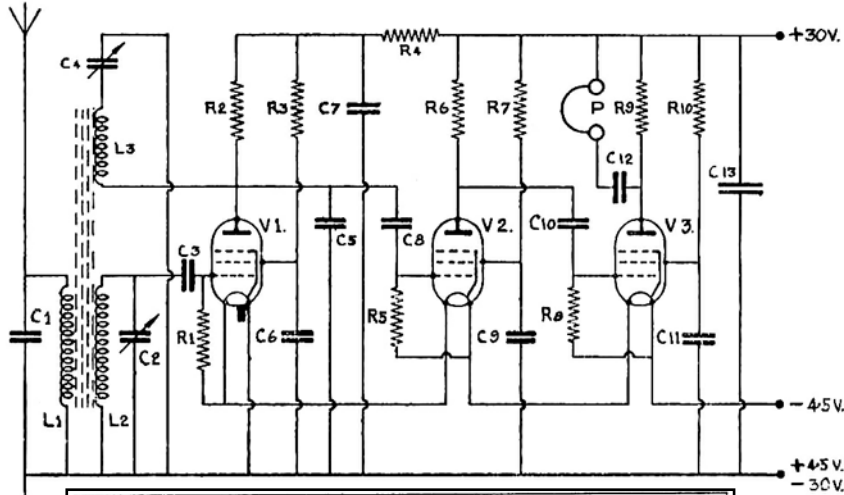 +30V.
C4
R4
R2
R3
C7
R6
R7
P
R9
R10
L3
C12
C13
V1.
V2.
V3.
C3
C5
C8
C10
C1
C2
R1
C6
R5
C9
R8
C11
L1
L2
-4.5V.
+4.5V.
-30V.